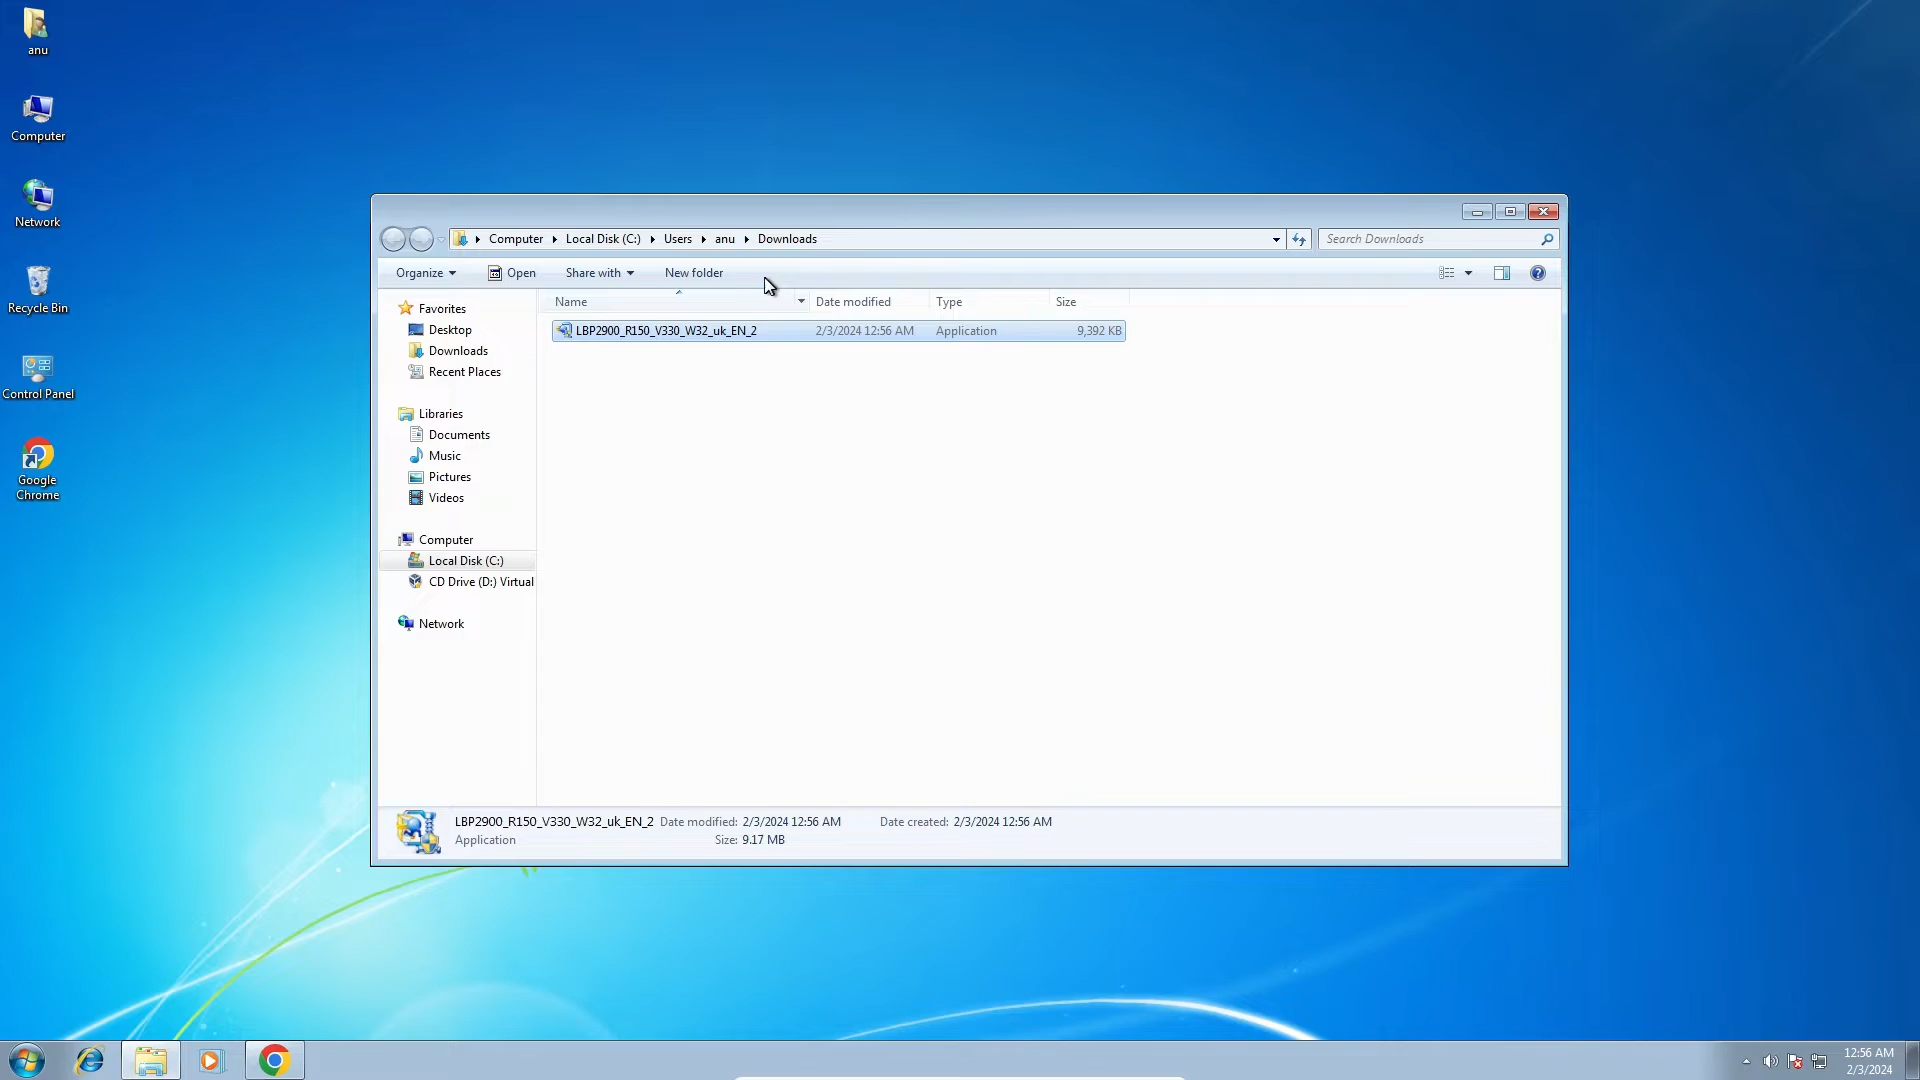 anu
Computer
Network
Recycle Bin
Control Panel
Google
Chrome
Computer Local Disk (C:) Users anu Downloads
Search Downloads
Organize Open Share with New folder
Name Date modified Type Size
LBP2900_R150_V330_W32_uk_EN_2 2/3/2024 12:56 AM Application 9,392 KB
Favorites
Desktop
Downloads
Recent Places
Libraries
Documents
Music
Pictures
Videos
Computer
Local Disk (C:)
CD Drive (D:) Virtual
Network
LBP2900_R150_V330_W32_uk_EN_2 Date modified: 2/3/2024 12:56 AM Date created: 2/3/2024 12:56 AM
Application Size: 9.17 MB
12:56 AM
2/3/2024